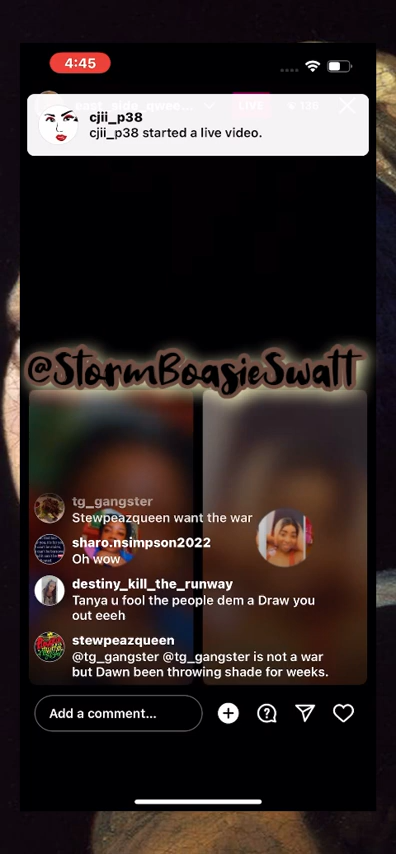 4:45
LIVE
cjii_p38
cjii_p38 started a live video.
@StormBoasieSwatt
tg_gangster
Stewpeazqueen want the war
sharo.nsimpson2022
Oh wow
destiny_kill_the_runway
Tanya u fool the people dem a Draw you
out eeeh
stewpeazqueen
@tg_gangster @tg_gangster is not a war
but Dawn been throwing shade for weeks.
Add a comment...